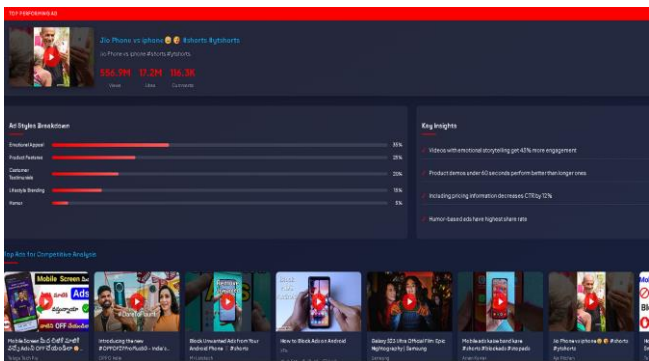 TOP PERFORMING AD
Jio Phone vs iphone😂😂 #shorts #ytshorts
Jio Phone vs iphone #shorts #ytshorts
556.9M 17.2M 116.3K
Views Likes Comments
Ad Styles Breakdown
Emotional Appeal 35%
Product Features 25%
Customer Testimonials 20%
Lifestyle Branding 15%
Humor 5%
Key Insights
Videos with emotional storytelling get 45% more engagement
Product demos under 60 seconds perform better than longer ones
Including pricing information decreases CTR by 12%
Humor-based ads have highest share rate
Top Ads for Competitive Analysis
Mobile Screen
Ads
OFF
Introducing the new
India's
Block Unwanted Ads from Your
Android Phone
#shorts
How to Block Ads on Android
Galaxy S23 Ultra Official Film: Epic
Nightography | Samsung
Samsung
Mobile ads kaise band kare
Jio Phone vs iphone😂😂 #shorts
#ytshorts